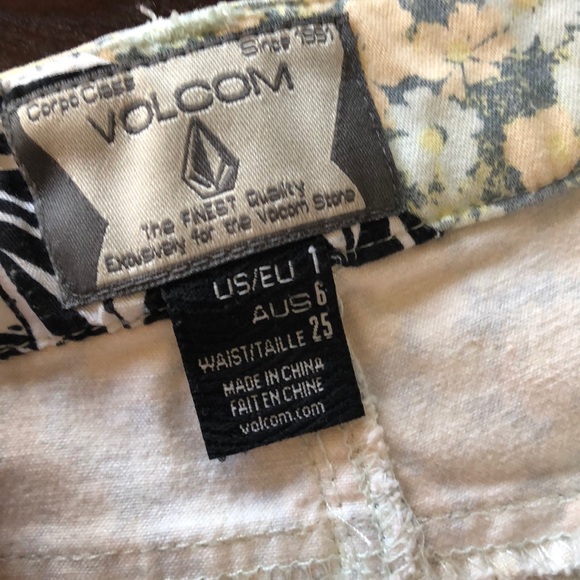 Corpo Class Since 1991
VOLCOM
The FINEST Quality
Exclusively for the Volcom Stone
US/EU 1
AUS 6
WAIST/TAILLE 25
MADE IN CHINA
FAIT EN CHINE
volcom.com